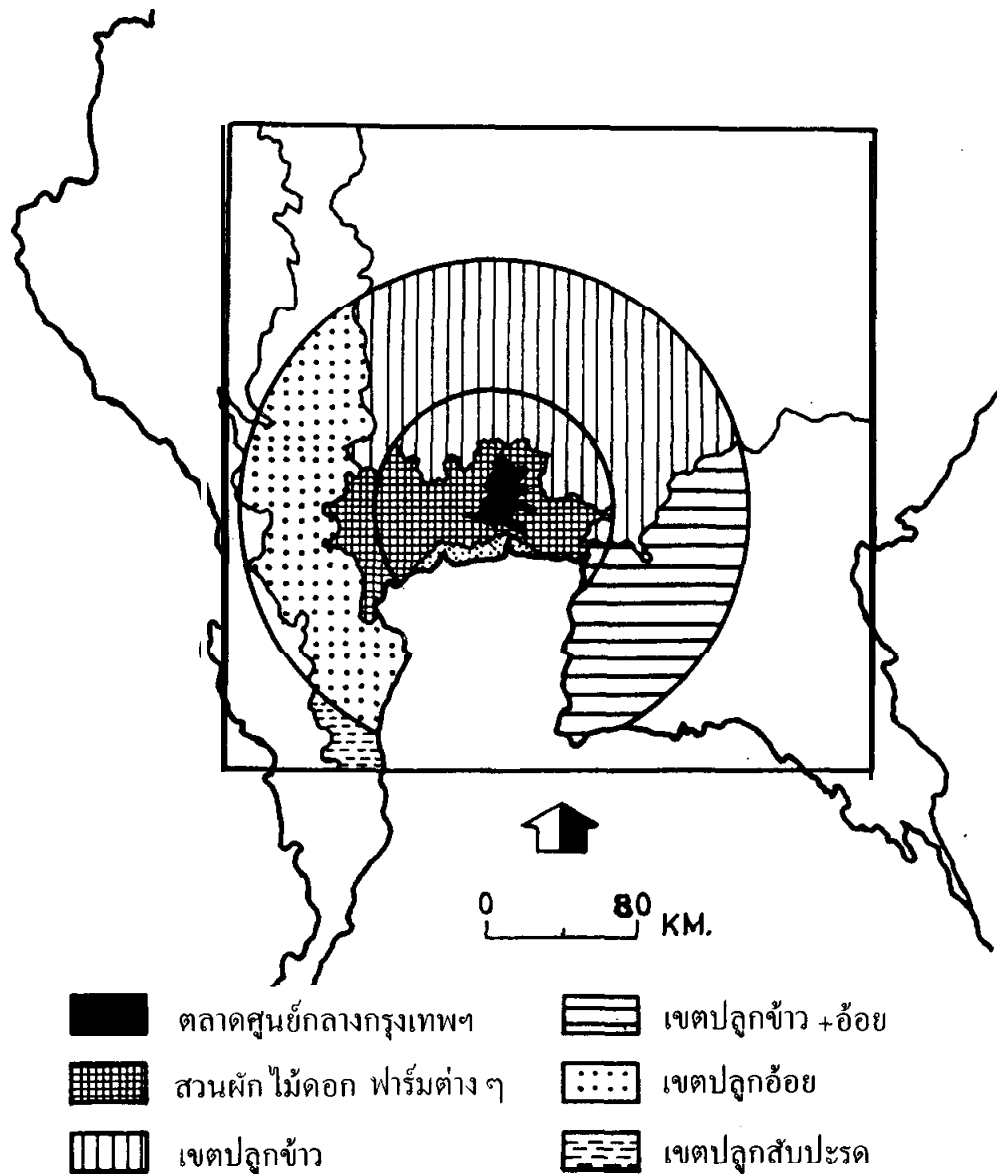 0 80 KM.
ตลาดศูนย์กลางกรุงเทพฯ
สวนผัก ไม้ดอก ฟาร์มต่าง ๆ
เขตปลูกข้าว
เขตปลูกข้าว +อ้อย
เขตปลูกอ้อย
เขตปลูกสับปะรด